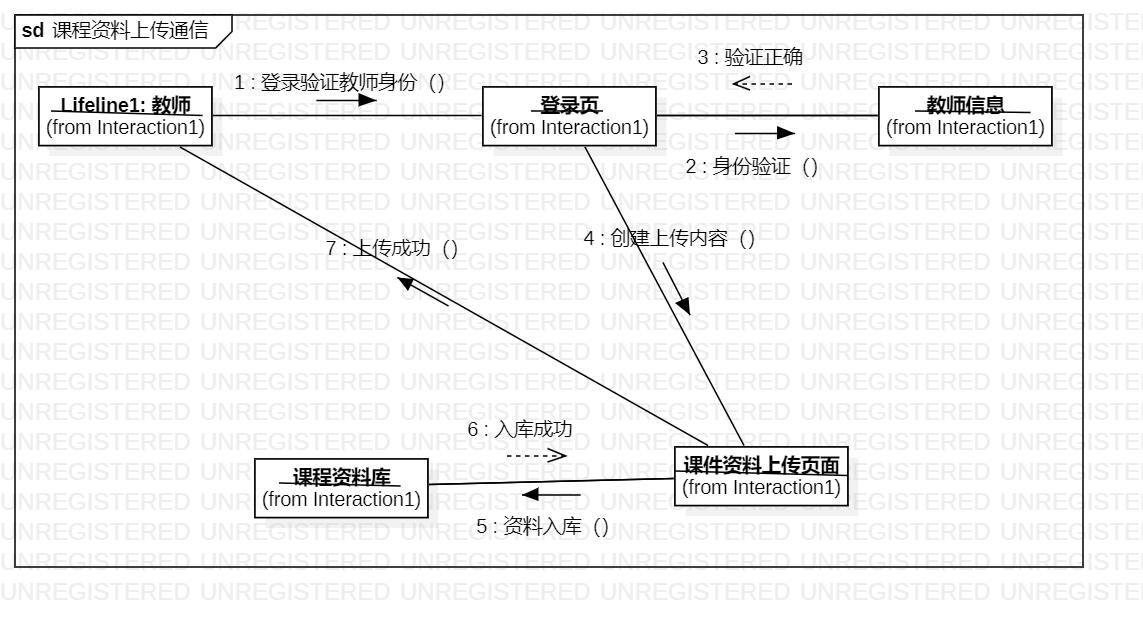 sd 课程资料上传通信
3 : 验证正确
1 : 登录验证教师身份（）
Lifeline1: 教师
(from Interaction1)
登录页
(from Interaction1)
教师信息
(from Interaction1)
2 : 身份验证（）
7 : 上传成功（）
4 : 创建上传内容（）
6 : 入库成功
课程资料库
(from Interaction1)
课件资料上传页面
(from Interaction1)
5 : 资料入库（）
UNREGISTERED